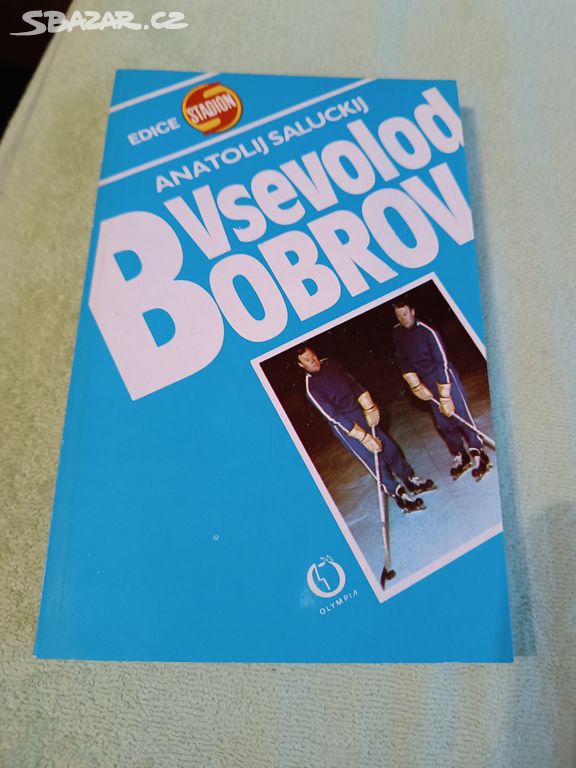 SBAZAR.CZ
EDICE STADION
ANATOLIJ SALUCKIJ
Vsevolod
BOBROV
OLYMPIA